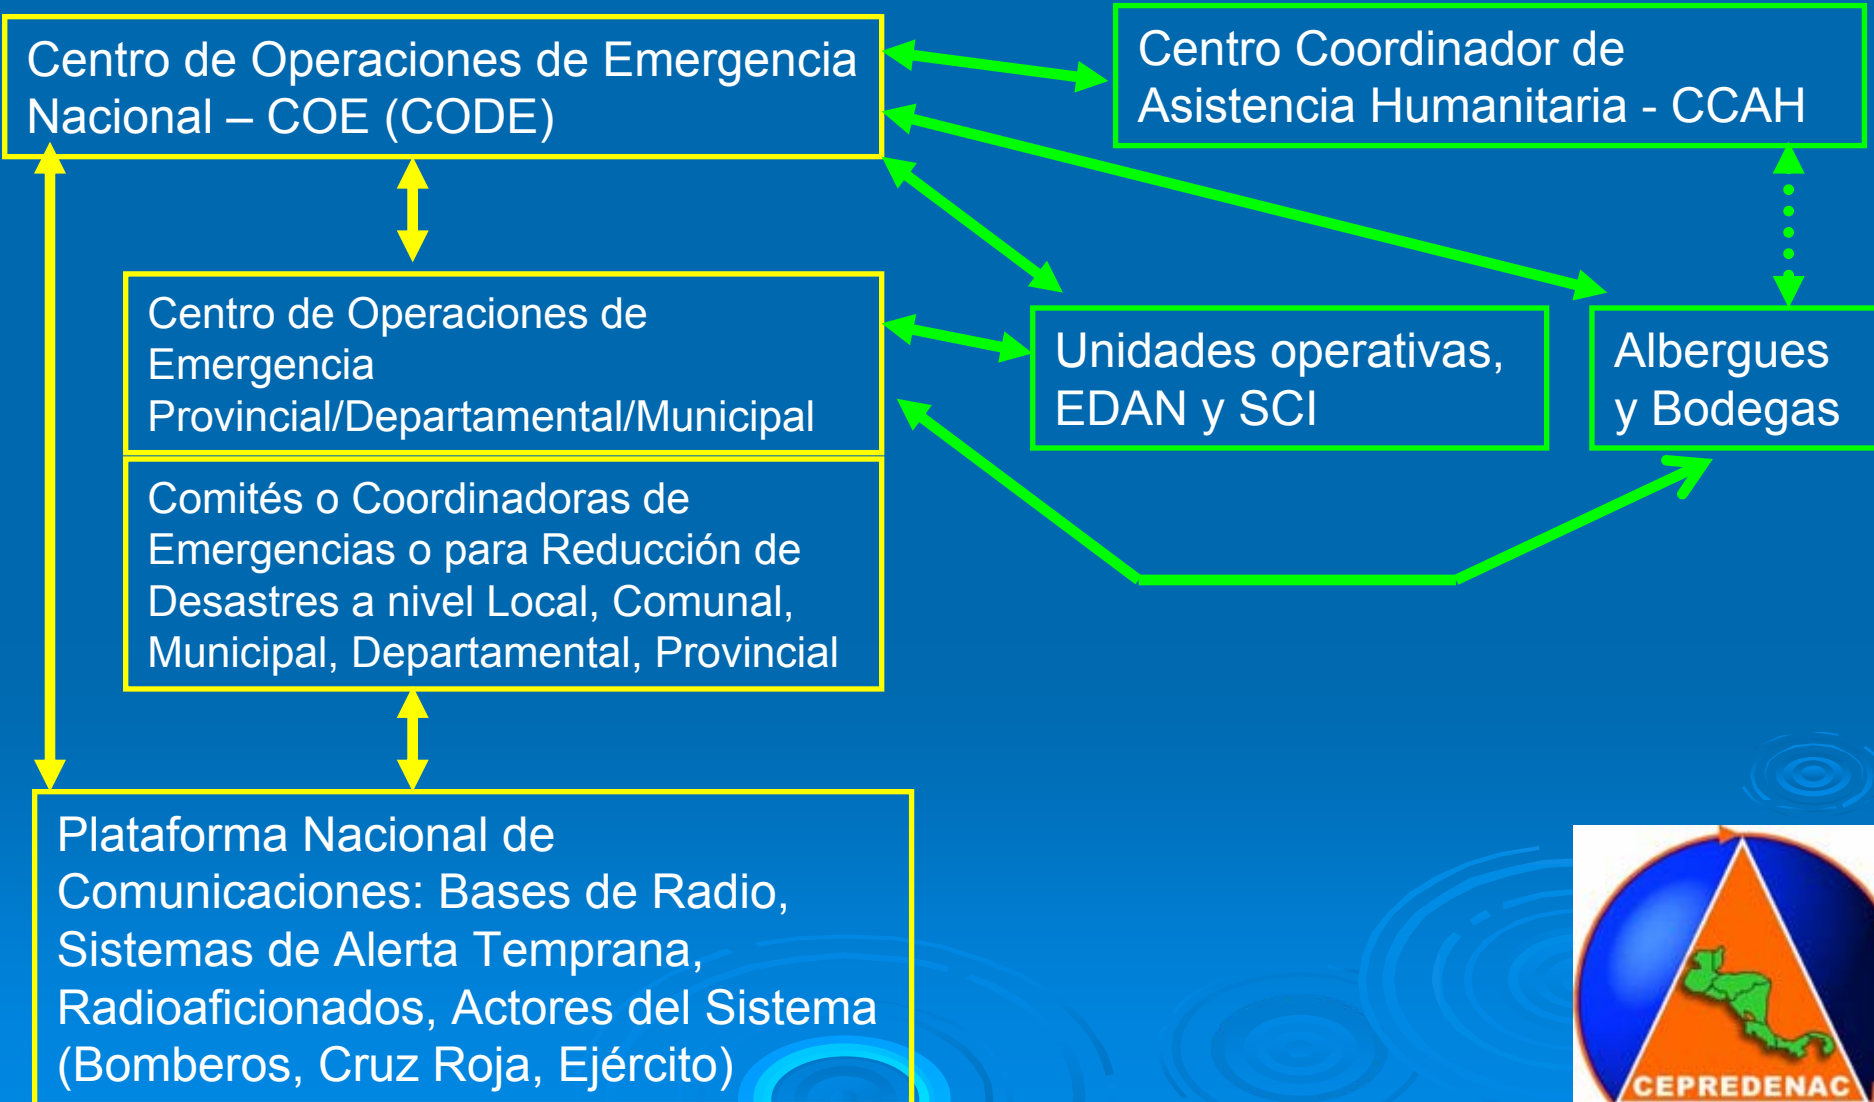 Centro de Operaciones de Emergencia
Nacional – COE (CODE)
Centro Coordinador de
Asistencia Humanitaria - CCAH
Centro de Operaciones de
Emergencia
Provincial/Departamental/Municipal
Unidades operativas,
EDAN y SCI
Albergues
y Bodegas
Comités o Coordinadoras de
Emergencias o para Reducción de
Desastres a nivel Local, Comunal,
Municipal, Departamental, Provincial
Plataforma Nacional de
Comunicaciones: Bases de Radio,
Sistemas de Alerta Temprana,
Radioaficionados, Actores del Sistema
(Bomberos, Cruz Roja, Ejército)
CEPREDENAC